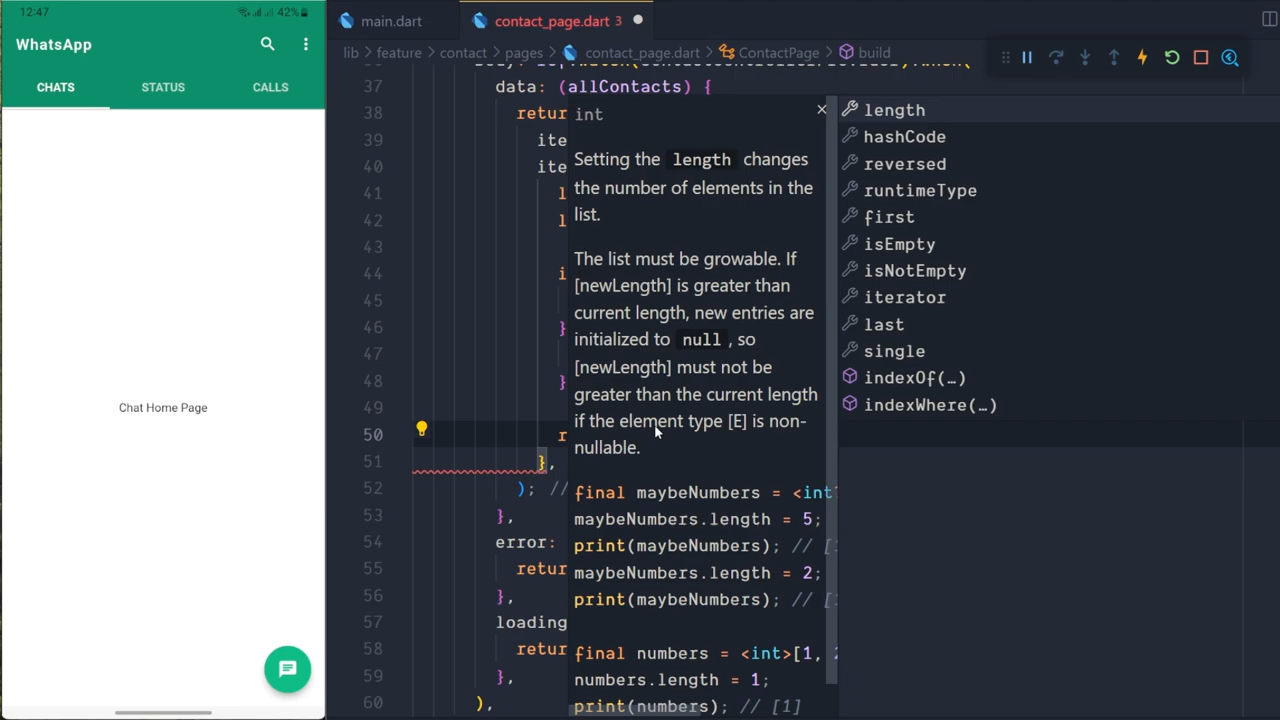 12:47
42%
WhatsApp
CHATS
STATUS
CALLS
Chat Home Page
main.dart
contact_page.dart 3
lib > feature > contact > pages > contact_page.dart > ContactPage > build
37 data: (allContacts) {
38 retur
39 ite
40 ite
41 l
42 l
43
44 i
45
46 }
47
48 }
49
50 r
51 },
52 ); //
53 },
54 error:
55 retur
56 },
57 loading
58 retur
59 },
60 ),
int
Setting the length changes
the number of elements in the
list.
The list must be growable. If
[newLength] is greater than
current length, new entries are
initialized to null , so
[newLength] must not be
greater than the current length
if the element type [E] is non-
nullable.
final maybeNumbers = <int
maybeNumbers.length = 5;
print(maybeNumbers); // [
maybeNumbers.length = 2;
print(maybeNumbers); // [
final numbers = <int>[1, 2
numbers.length = 1;
print(numbers); // [1]
length
hashCode
reversed
runtimeType
first
isEmpty
isNotEmpty
iterator
last
single
indexOf(…)
indexWhere(…)